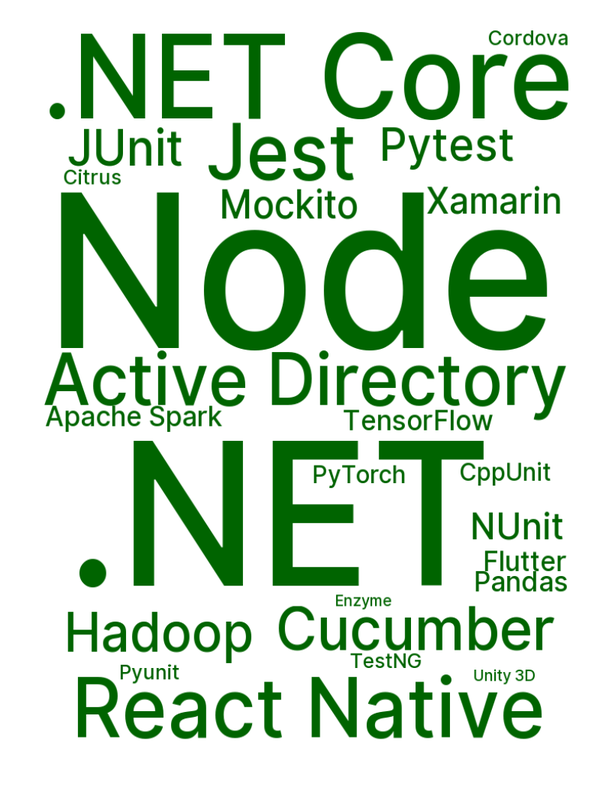 Cordova
.NET Core
JUnit
Jest
Pytest
Citrus
Mockito
Xamarin
Node
Active Directory
Apache Spark
TensorFlow
.NET
PyTorch
CppUnit
NUnit
Flutter
Pandas
Enzyme
Hadoop
Cucumber
TestNG
Pyunit
Unity 3D
React Native